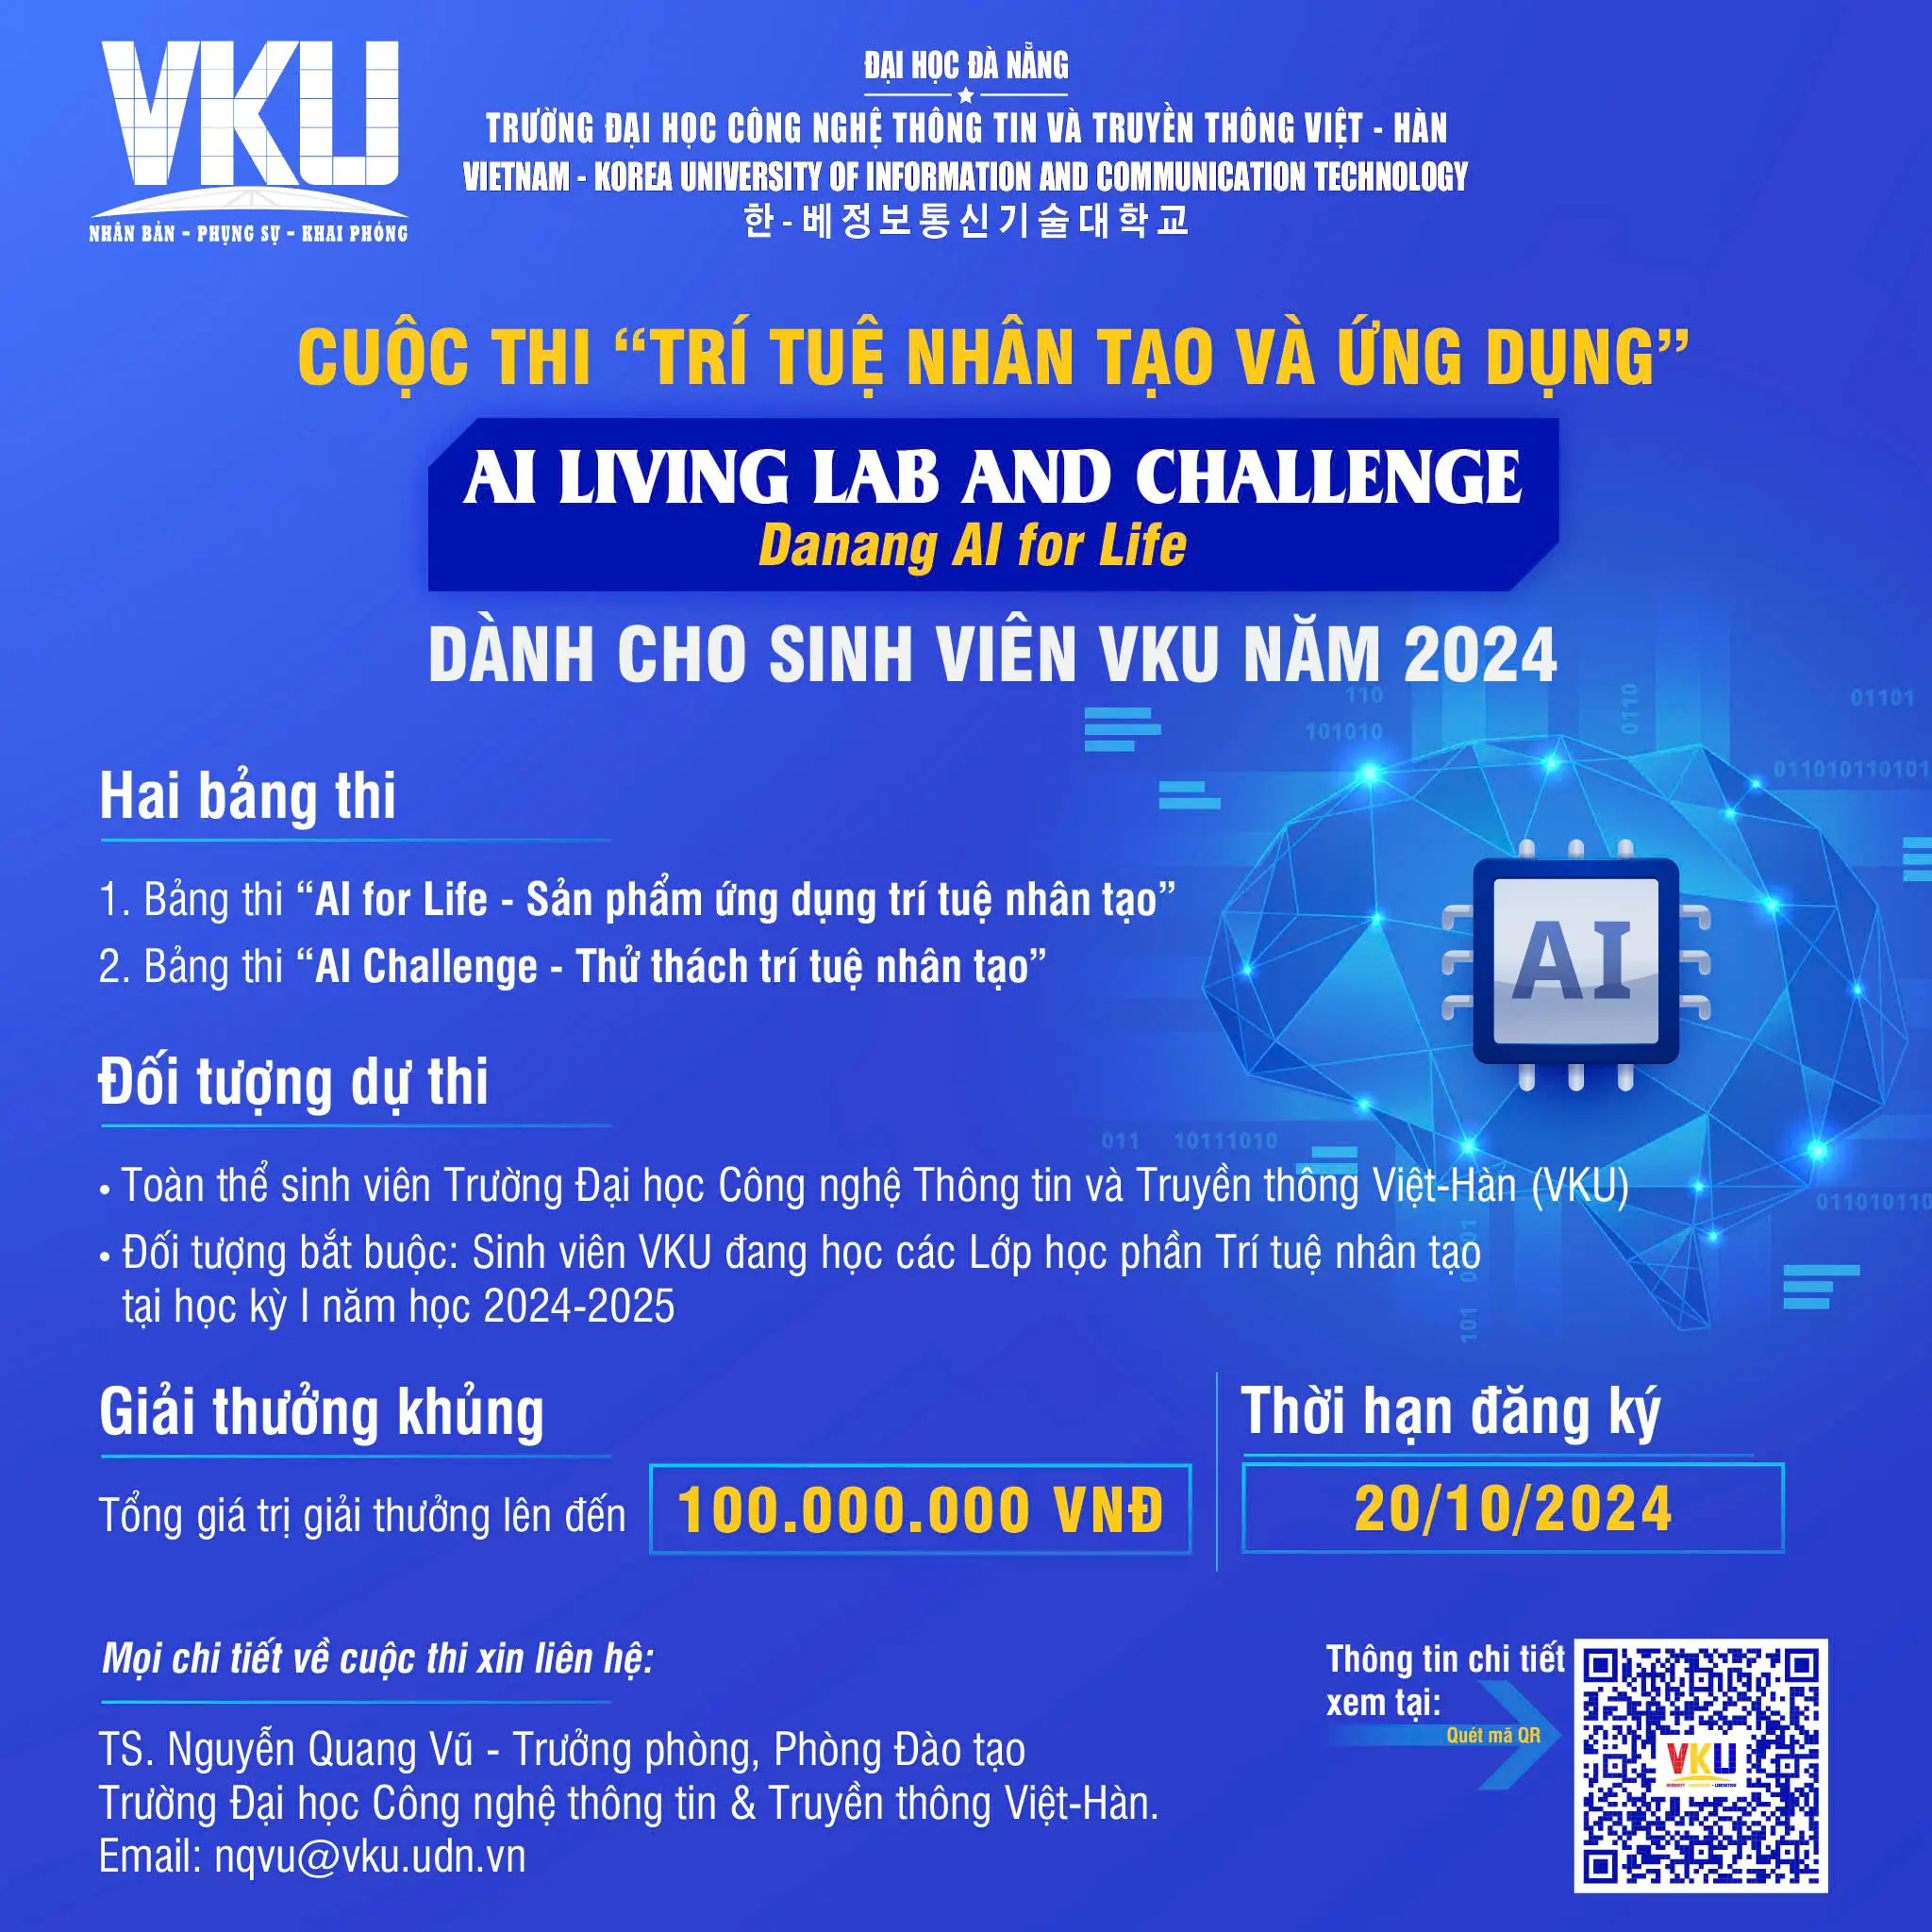 VKU
NHÂN BẢN - PHỤNG SỰ - KHAI PHÓNG
ĐẠI HỌC ĐÀ NẴNG
TRƯỜNG ĐẠI HỌC CÔNG NGHỆ THÔNG TIN VÀ TRUYỀN THÔNG VIỆT - HÀN
VIETNAM - KOREA UNIVERSITY OF INFORMATION AND COMMUNICATION TECHNOLOGY
한-베정보통신기술대학교
CUỘC THI “TRÍ TUỆ NHÂN TẠO VÀ ỨNG DỤNG”
AI LIVING LAB AND CHALLENGE
Danang AI for Life
DÀNH CHO SINH VIÊN VKU NĂM 2024
110
0110
01101
101010
011010110101
Hai bảng thi
1. Bảng thi “AI for Life - Sản phẩm ứng dụng trí tuệ nhân tạo”
2. Bảng thi “AI Challenge - Thử thách trí tuệ nhân tạo”
AI
Đối tượng dự thi
011 10111010
• Toàn thể sinh viên Trường Đại học Công nghệ Thông tin và Truyền thông Việt-Hàn (VKU)
011010110
• Đối tượng bắt buộc: Sinh viên VKU đang học các Lớp học phần Trí tuệ nhân tạo
tại học kỳ I năm học 2024-2025
101
Giải thưởng khủng
Tổng giá trị giải thưởng lên đến
100.000.000 VNĐ
Thời hạn đăng ký
20/10/2024
Mọi chi tiết về cuộc thi xin liên hệ:
TS. Nguyễn Quang Vũ - Trưởng phòng, Phòng Đào tạo
Trường Đại học Công nghệ thông tin & Truyền thông Việt-Hàn.
Email: nqvu@vku.udn.vn
Thông tin chi tiết
xem tại:
Quét mã QR
VKU